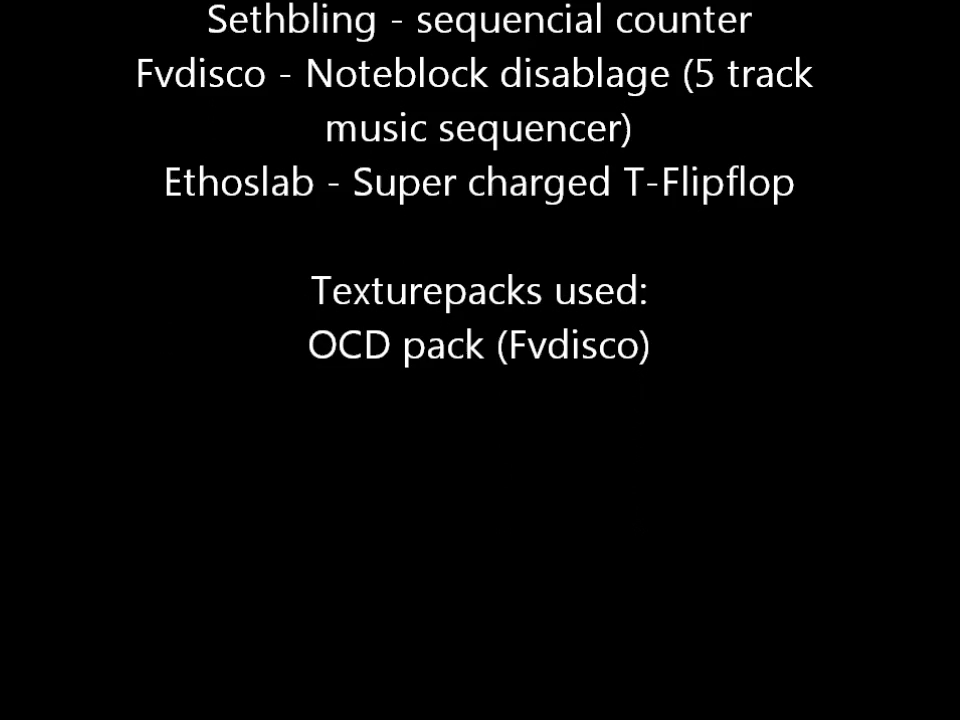 Sethbling - sequencial counter
Fvdisco - Noteblock disablage (5 track
music sequencer)
Ethoslab - Super charged T-Flipflop
Texturepacks used:
OCD pack (Fvdisco)